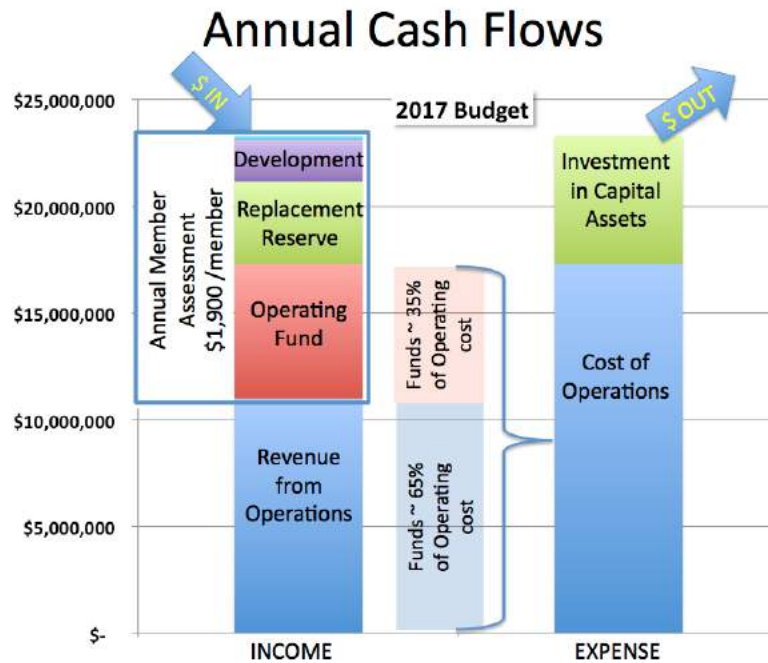 Annual Cash Flows
$ IN
2017 Budget
$ OUT
$25,000,000
$20,000,000
$15,000,000
$10,000,000
$5,000,000
$-
Annual Member
Assessment
$1,900 /member
Development
Replacement
Reserve
Operating
Fund
Revenue
from
Operations
Funds ~ 35%
of Operating
cost
Funds ~ 65%
of Operating
cost
Investment
in Capital
Assets
Cost of
Operations
INCOME
EXPENSE